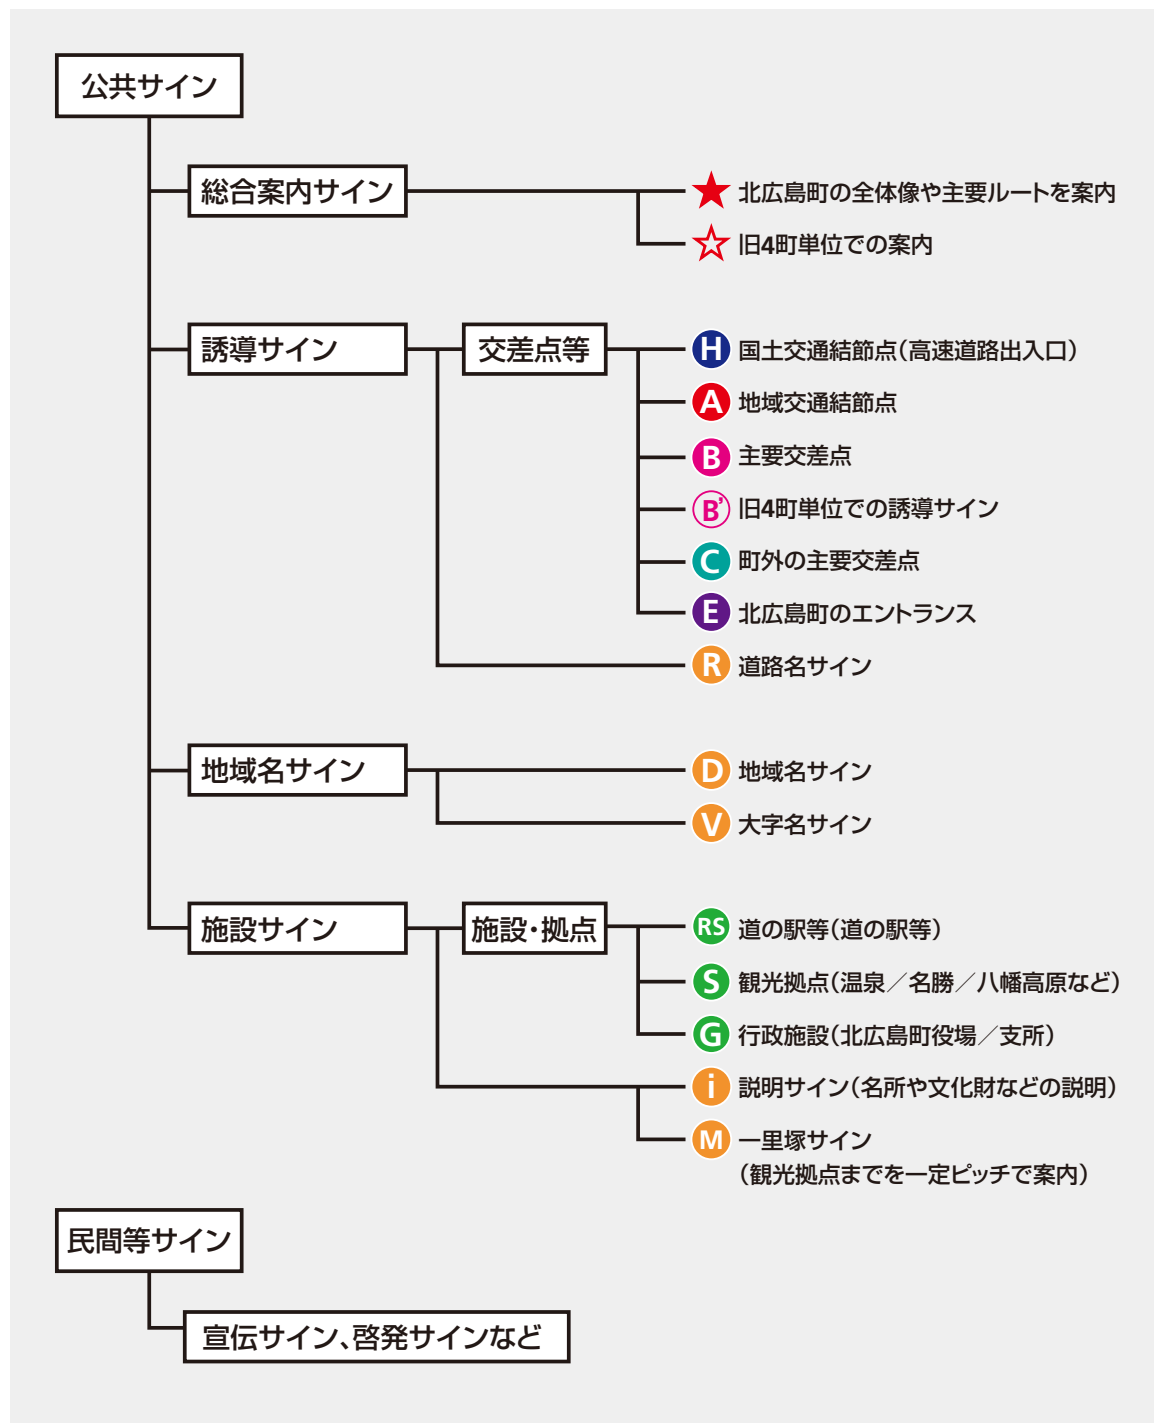 公共サイン
総合案内サイン
★ 北広島町の全体像や主要ルートを案内
☆ 旧4町単位での案内
誘導サイン
交差点等
H 国土交通結節点（高速道路出入口）
A 地域交通結節点
B 主要交差点
B’ 旧4町単位での誘導サイン
C 町外の主要交差点
E 北広島町のエントランス
R 道路名サイン
地域名サイン
D 地域名サイン
V 大字名サイン
施設サイン
施設・拠点
RS 道の駅等（道の駅等）
S 観光拠点（温泉／名勝／八幡高原など）
G 行政施設（北広島町役場／支所）
i 説明サイン（名所や文化財などの説明）
M 一里塚サイン
（観光拠点までを一定ピッチで案内）
民間等サイン
宣伝サイン、啓発サインなど